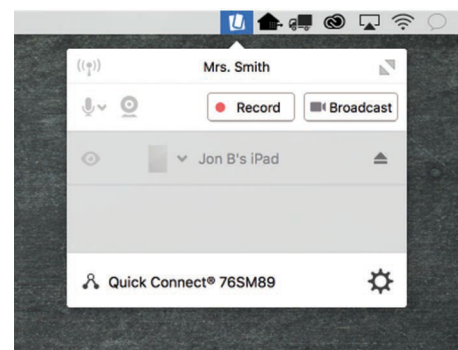 Mrs. Smith
Record Broadcast
Jon B's iPad
Quick Connect® 76SM89